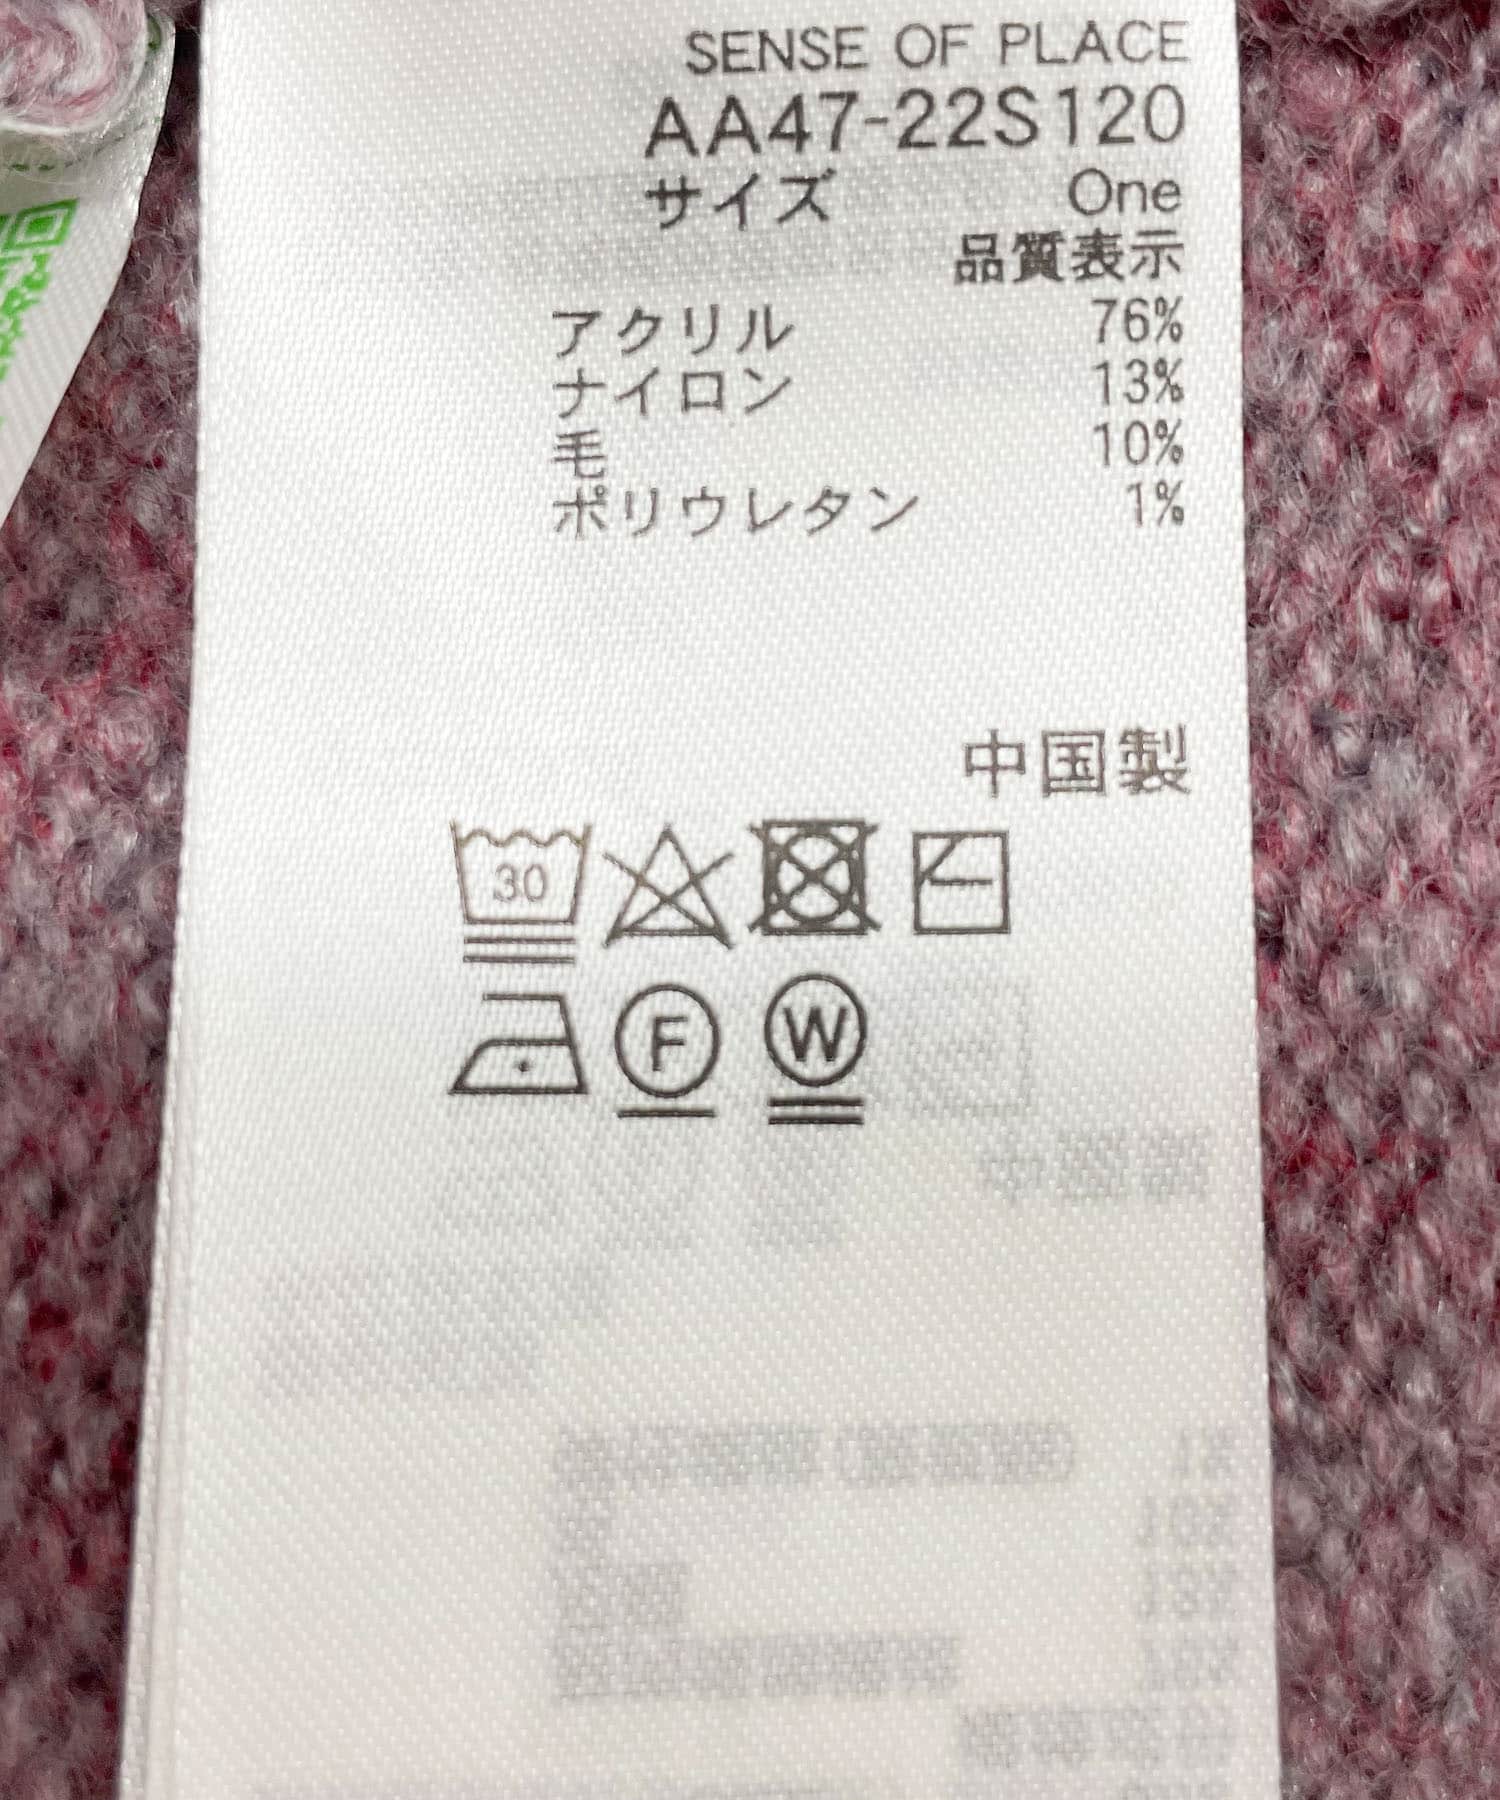 SENSE OF PLACE
AA47-22S120
サイズ One
品質表示
アクリル 76%
ナイロン 13%
毛 10%
ポリウレタン 1%
中国製
30
F W